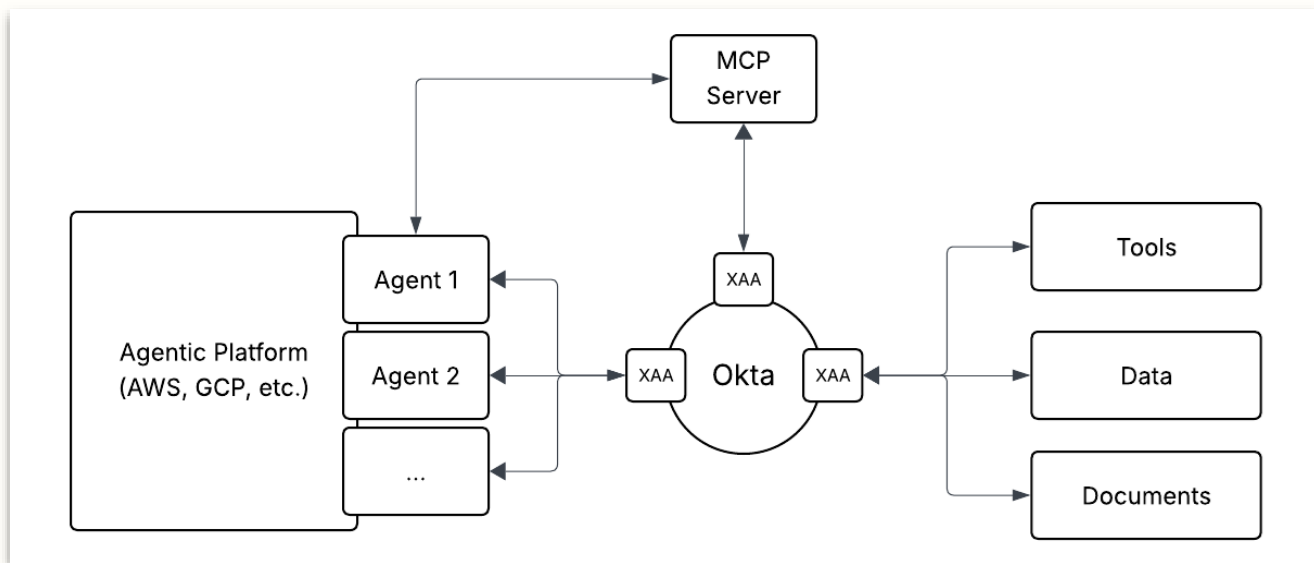 MCP
Server
Agent 1
Agentic Platform
(AWS, GCP, etc.)
Agent 2
...
XAA
XAA
Okta
XAA
Tools
Data
Documents